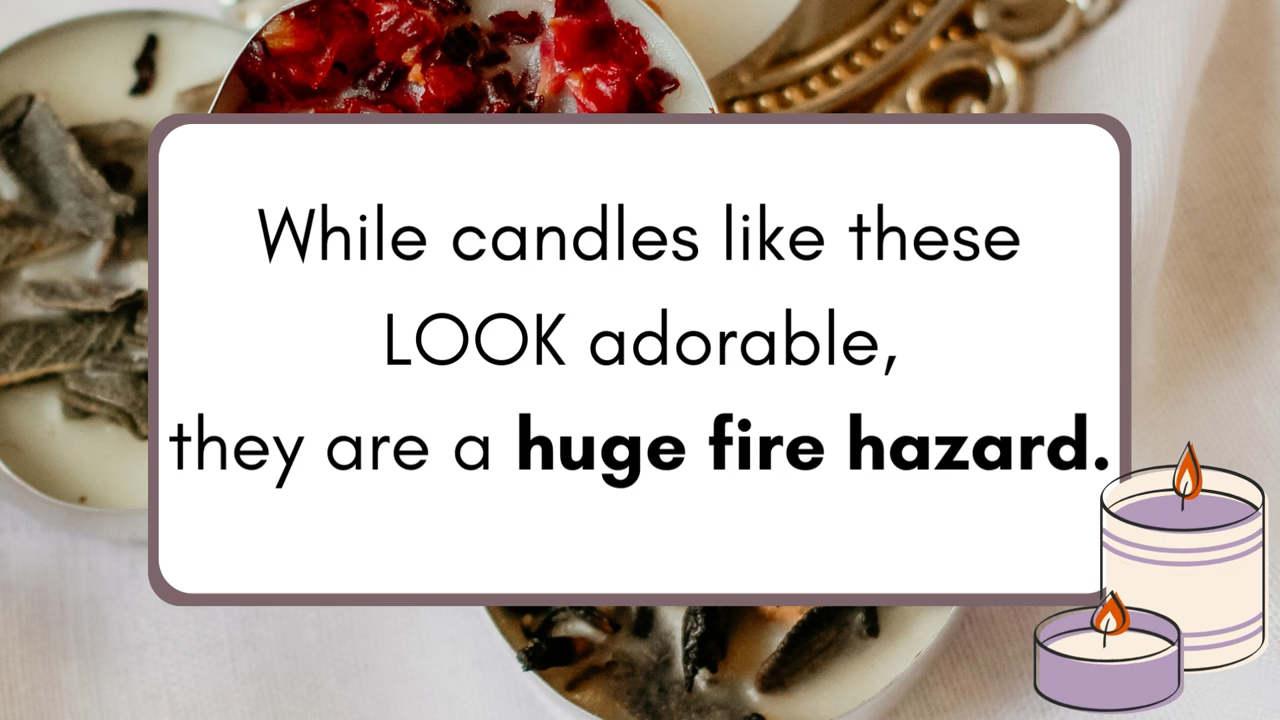 While candles like these
LOOK adorable,
they are a huge fire hazard.